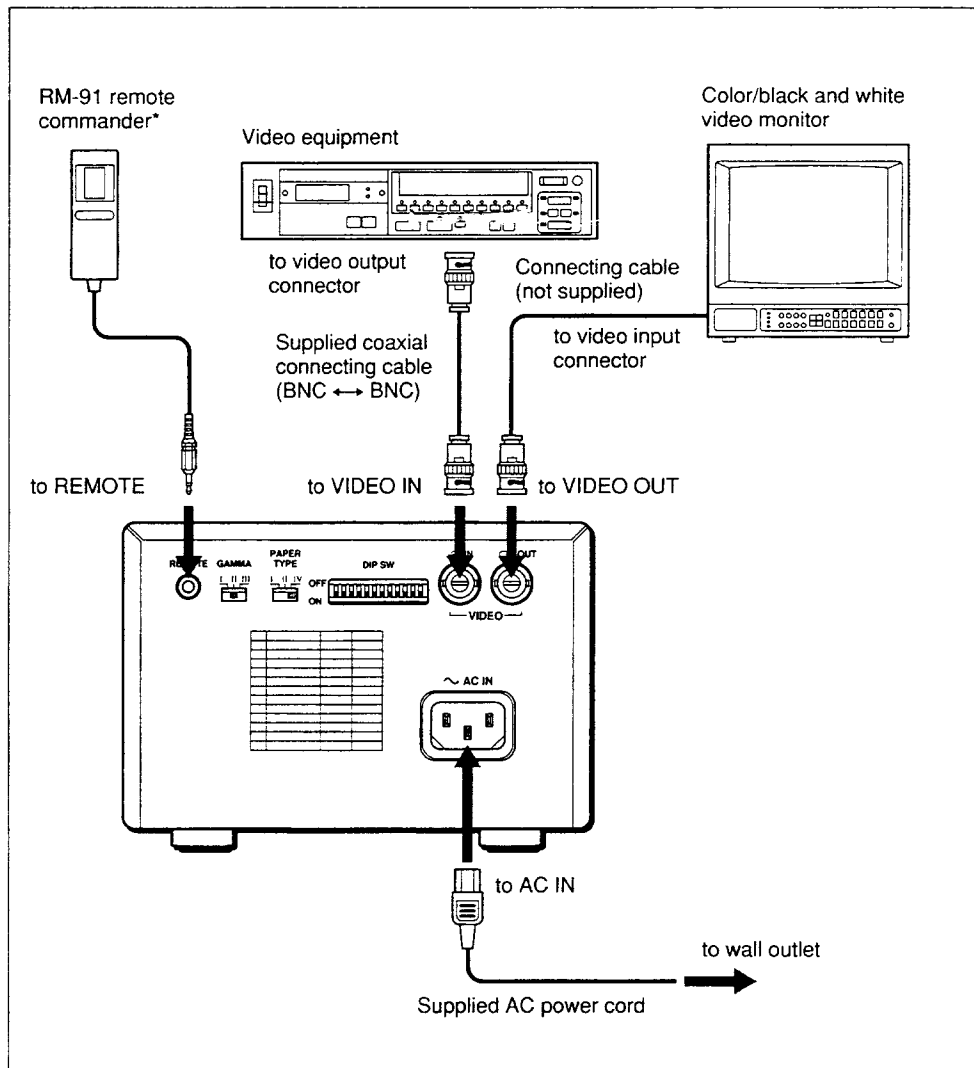 RM-91 remote
commander*
Video equipment
Color/black and white
video monitor
to video output
connector
Connecting cable
(not supplied)
Supplied coaxial
connecting cable
(BNC ↔ BNC)
to video input
connector
to REMOTE
to VIDEO IN
to VIDEO OUT
GAMMA
I II III
PAPER
TYPE
DIP SW
OFF
ON
OUT
VIDEO
∼ AC IN
to AC IN
to wall outlet
Supplied AC power cord